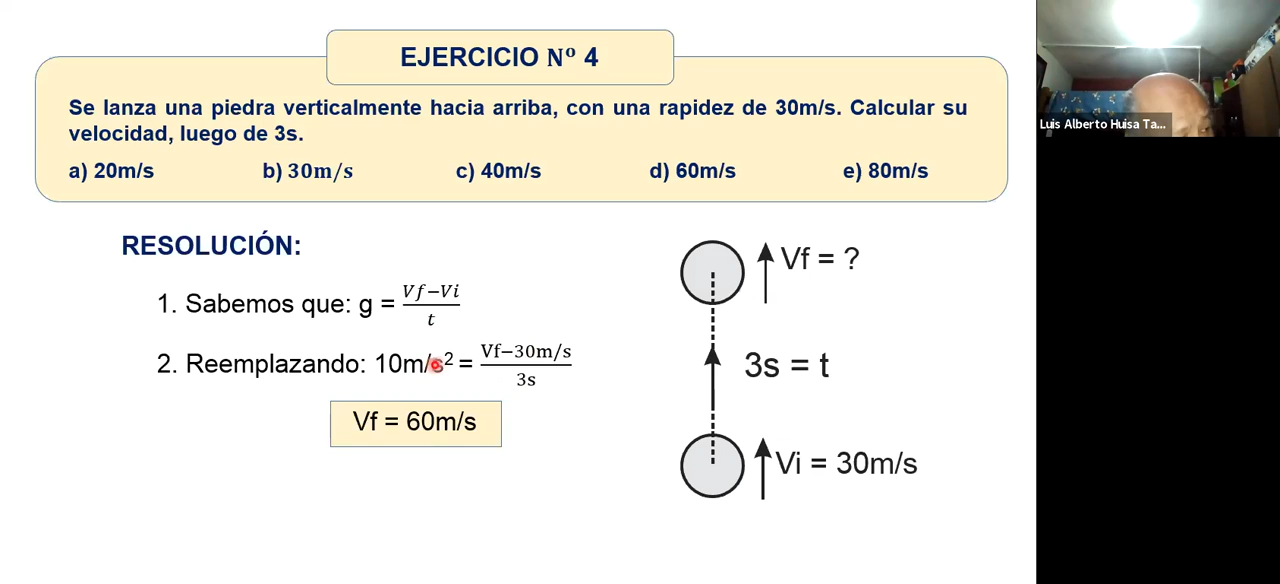 EJERCICIO Nº 4
Se lanza una piedra verticalmente hacia arriba, con una rapidez de 30m/s. Calcular su
velocidad, luego de 3s.
a) 20m/s b) 30m/s c) 40m/s d) 60m/s e) 80m/s
RESOLUCIÓN:
1. Sabemos que: g = \frac{Vf−Vi}{t}
2. Reemplazando: 10m/s² = \frac{Vf−30m/s}{3s}
Vf = 60m/s
Vf = ?
3s = t
Vi = 30m/s
Luis Alberto Huisa Ta...